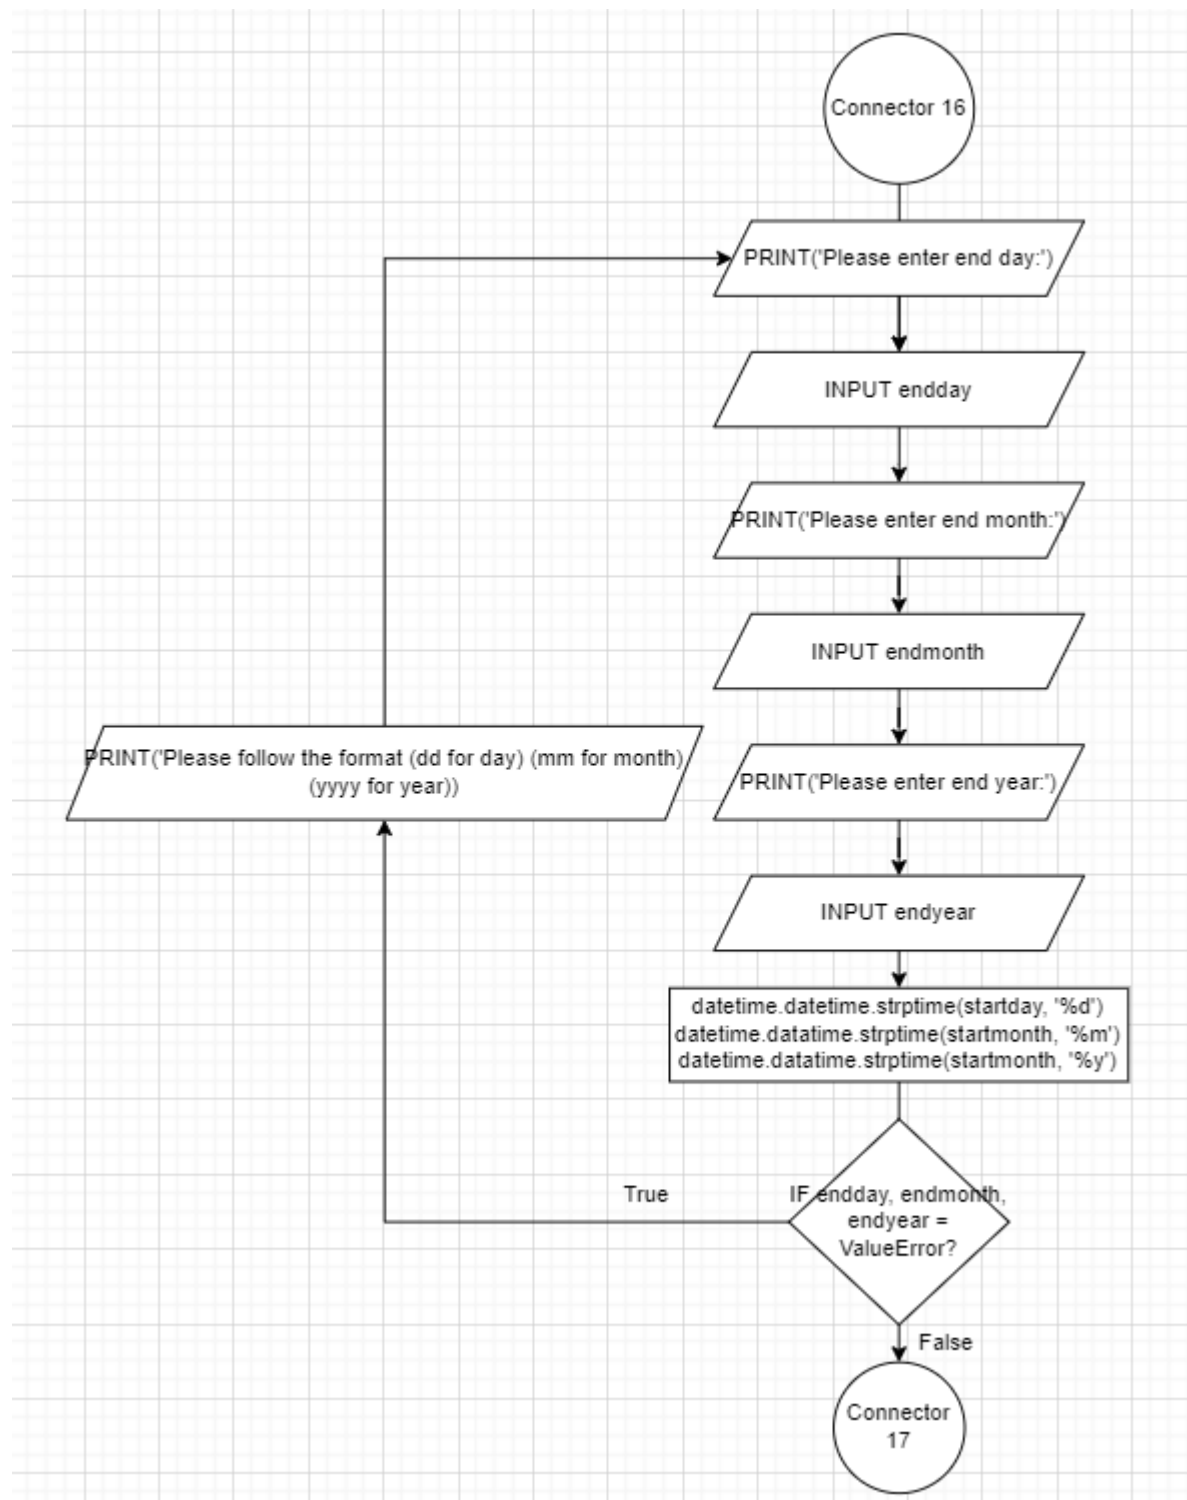 Connector 16
PRINT('Please enter end day:')
INPUT endday
PRINT('Please enter end month:')
INPUT endmonth
PRINT('Please follow the format (dd for day) (mm for month)
(yyyy for year))
PRINT('Please enter end year:')
INPUT endyear
datetime.datetime.strptime(startday, '%d')
datetime.datatime.strptime(startmonth, '%m')
datetime.datatime.strptime(startmonth, '%y')
True
IF endday, endmonth,
endyear =
ValueError?
False
Connector
17